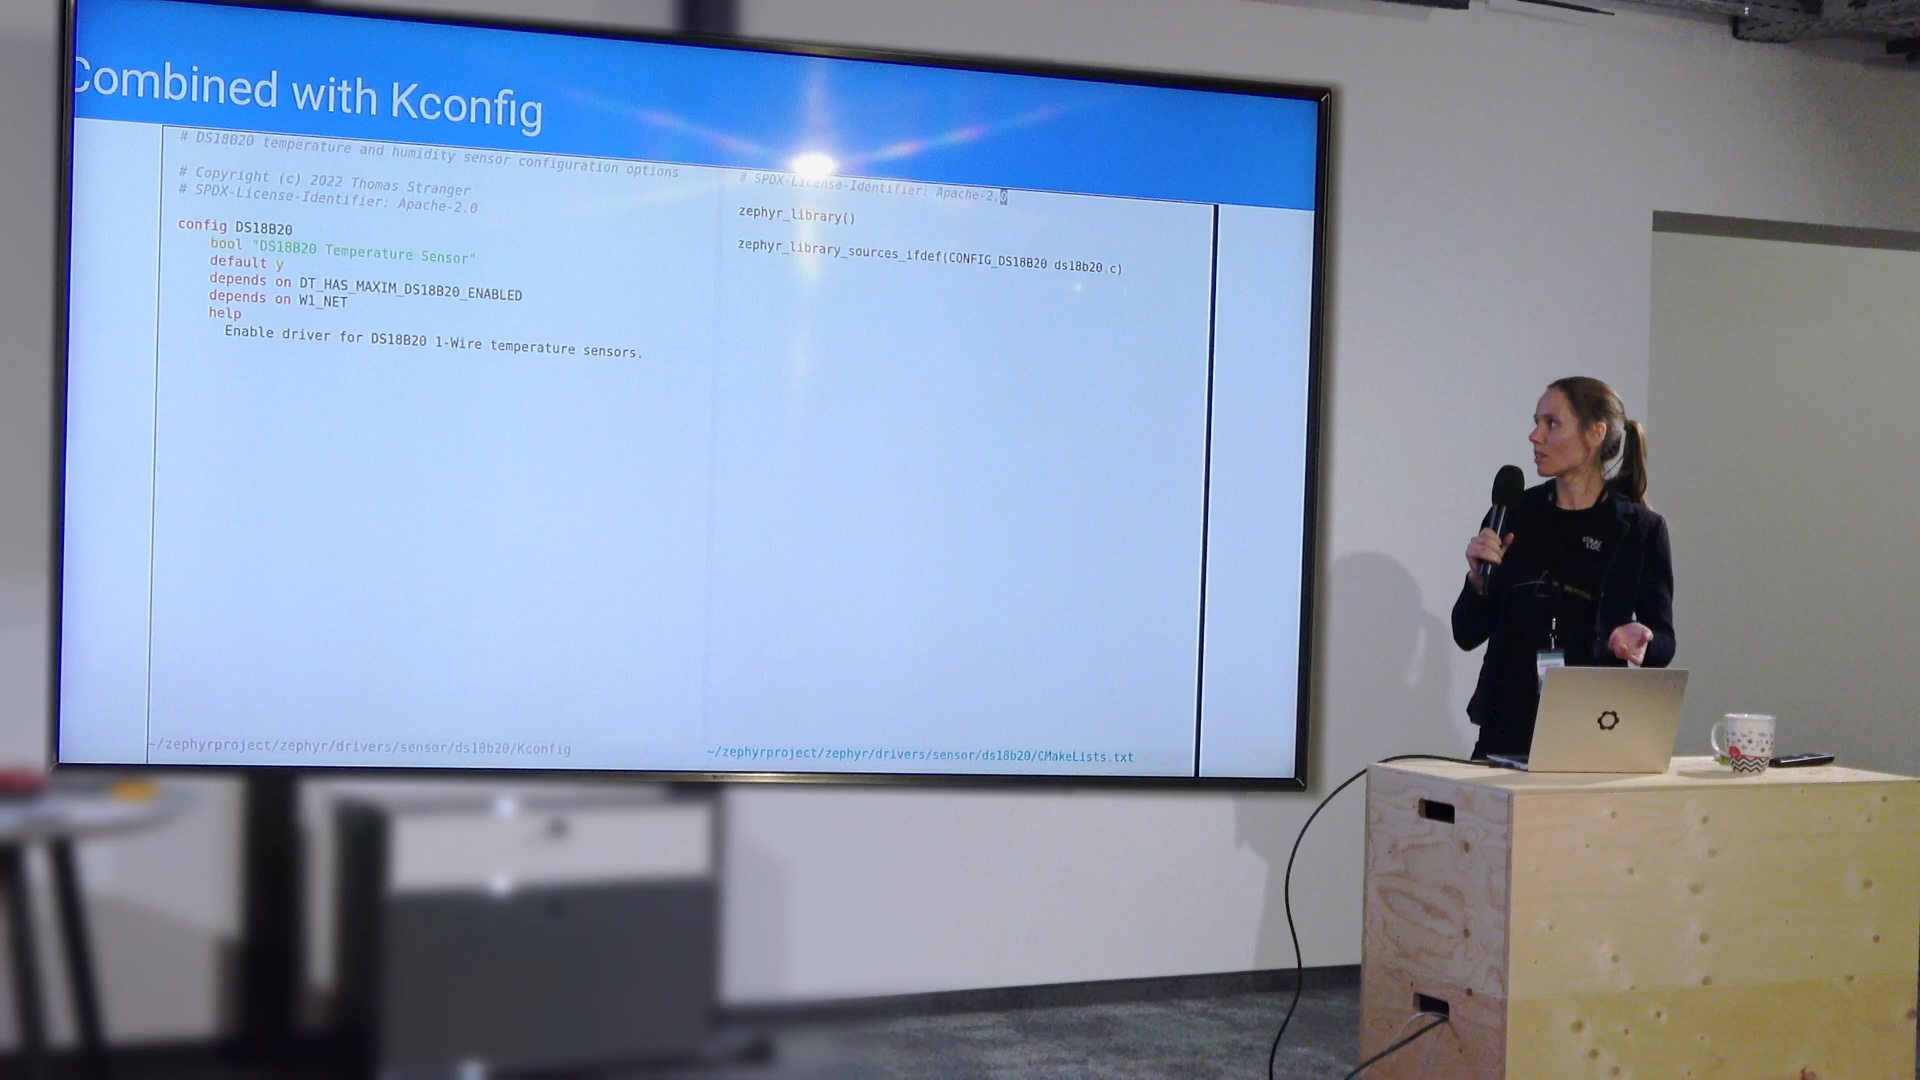 Combined with Kconfig
# DS18B20 temperature and humidity sensor configuration options
# Copyright (c) 2022 Thomas Stranger
# SPDX-License-Identifier: Apache-2.0
config DS18B20
bool "DS18B20 Temperature Sensor"
default y
depends on DT_HAS_MAXIM_DS18B20_ENABLED
depends on W1_NET
help
Enable driver for DS18B20 1-Wire temperature sensors.
~/zephyrproject/zephyr/drivers/sensor/ds18b20/Kconfig
# SPDX-License-Identifier: Apache-2.0
zephyr_library()
zephyr_library_sources_ifdef(CONFIG_DS18B20 ds18b20.c)
~/zephyrproject/zephyr/drivers/sensor/ds18b20/CMakeLists.txt